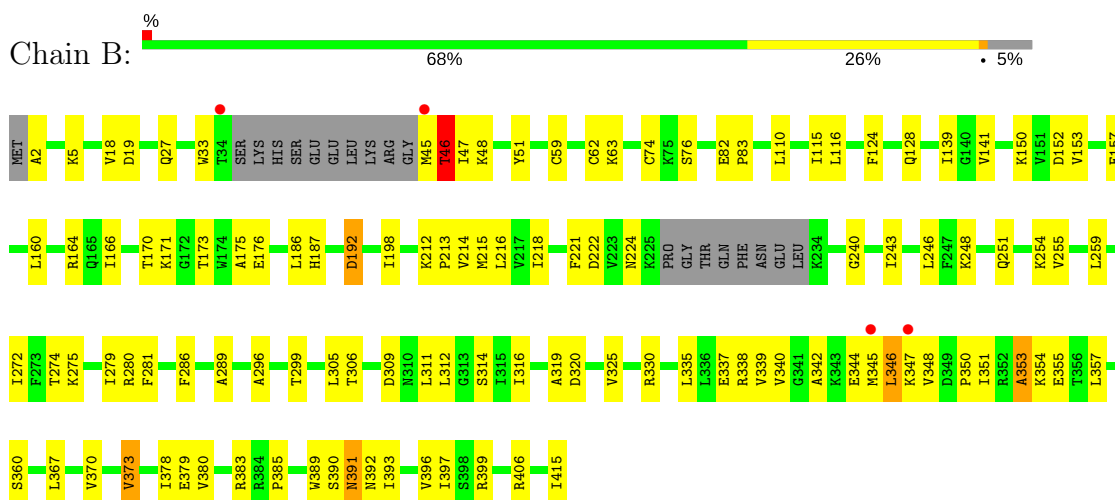 %
Chain B:
68% 26% • 5%
MET A2 K5 V18 D19 Q27 W33 T34 SER LYS HIS SER GLU GLU LEU LYS ARG GLY M45 T46 I47 K48 Y51 C59 C62 K63 C74 K75 S76 E82 P83 L110 I115 L116 F124 Q128 I139 G140 V141 K150 V151 D152 V153
L160 R164 Q165 I166 T170 K171 G172 T173 W174 A175 E176 L186 H187 D192 I198 K212 P213 V214 M215 L216 V217 I218 F221 D222 V223 N224 K225 PRO GLY THR GLN PHE ASN GLU LEU K234 G240 I243 L246 F247 K248 Q251 K254 V255 L259
I272 F273 T274 K275 I279 R280 F281 F286 A289 A296 T299 L305 T306 D309 N310 L311 L312 G313 S314 I315 I316 A319 D320 V325 R330 L335 L336 E337 R338 V339 V340 G341 A342 K343 E344 M345 L346 K347 V348 D349 P350 I351 R352 A353 K354 E355 T356 L357
S360 L367 V370 V373 I378 E379 V380 R383 R384 P385 W389 S390 N391 N392 I393 V396 I397 S398 R399 R406 I415